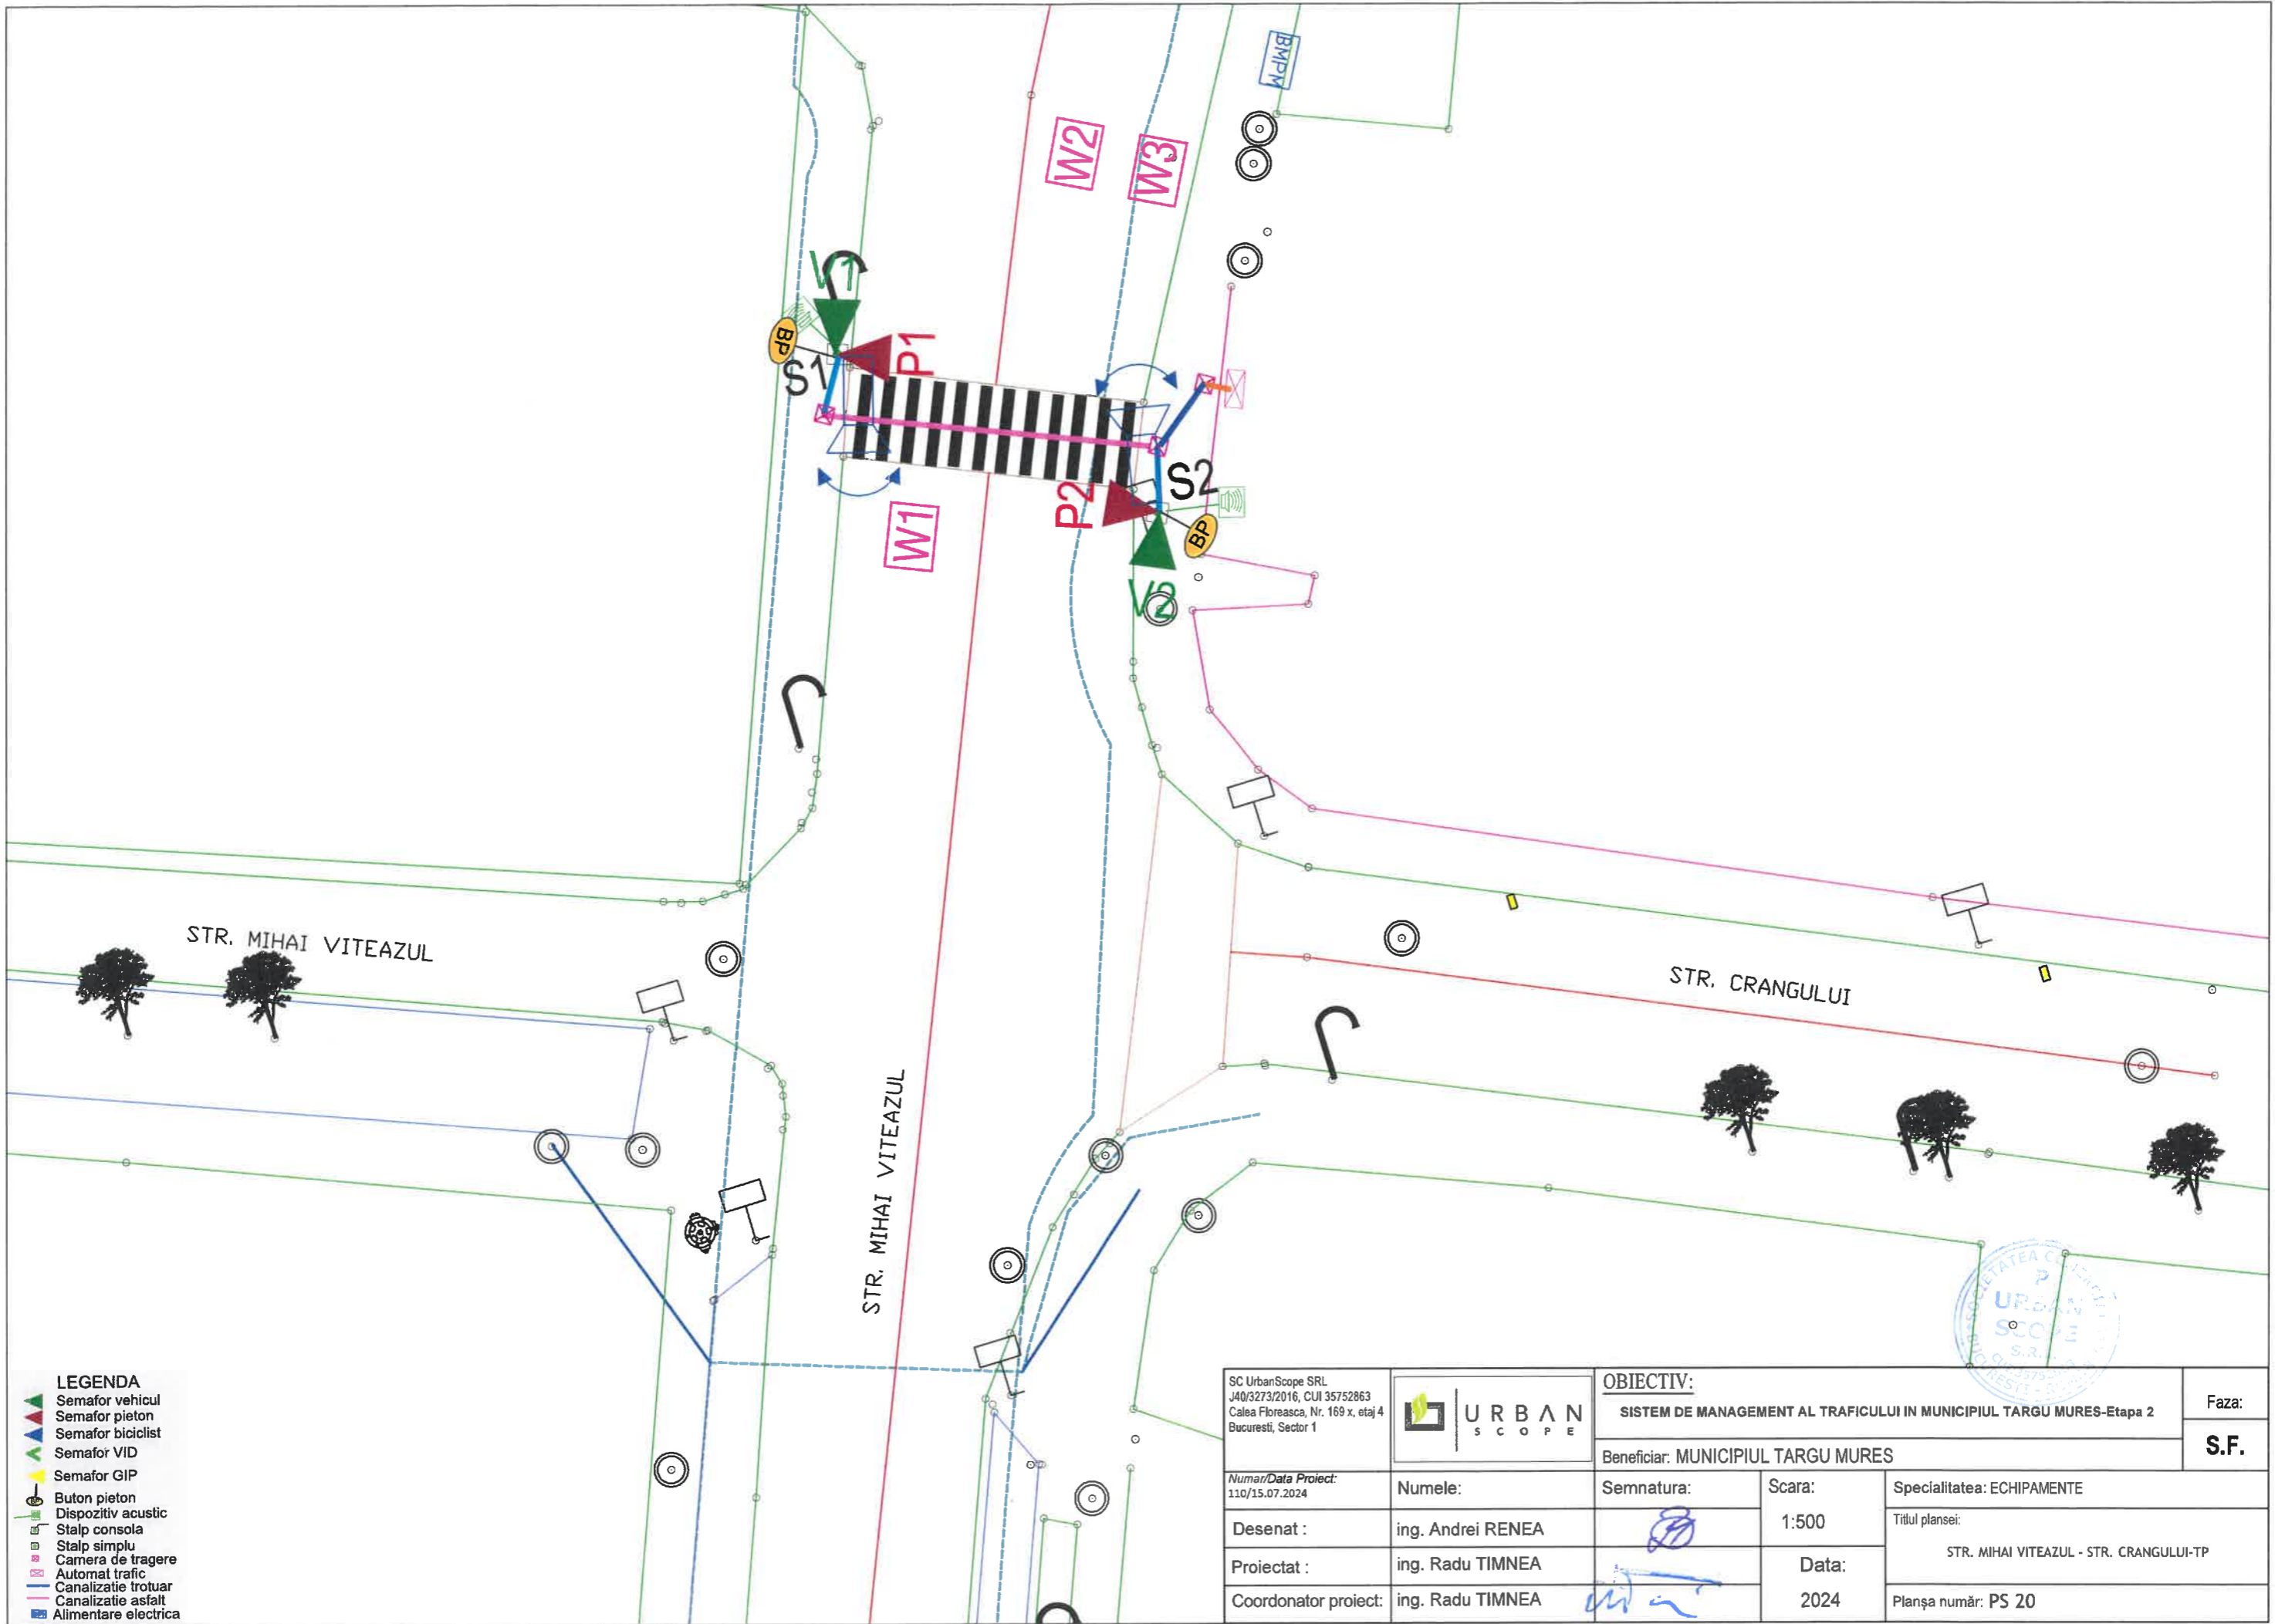 BMPM
W2
W3
V1
BP
S1
P1
S2
P2
BP
W1
V2
STR. MIHAI VITEAZUL
STR. CRANGULUI
STR. MIHAI VITEAZUL
LEGENDA
Semafor vehicul
Semafor pieton
Semafor biciclist
Semafor VID
Semafor GIP
BP
Buton pieton
Dispozitiv acustic
Stalp consola
Stalp simplu
Camera de tragere
Automat trafic
Canalizatie trotuar
Canalizatie asfalt
Alimentare electrica
P
URBAN
SCOPE
S.R.
SC UrbanScope SRL
J40/3273/2016, CUI 35752863
Calea Floreasca, Nr. 169 x, etaj 4
Bucuresti, Sector 1
URBAN
SCOPE
OBIECTIV:
SISTEM DE MANAGEMENT AL TRAFICULUI IN MUNICIPIUL TARGU MURES-Etapa 2
Beneficiar: MUNICIPIUL TARGU MURES
Faza:
S.F.
Numar/Data Proiect:
110/15.07.2024
Numele:
Semnatura:
Scara:
1:500
Specialitatea: ECHIPAMENTE
Desenat :
ing. Andrei RENEA
Titlul plansei:
STR. MIHAI VITEAZUL - STR. CRANGULUI-TP
Proiectat :
ing. Radu TIMNEA
Data:
2024
Coordonator proiect:
ing. Radu TIMNEA
Planşa număr: PS 20